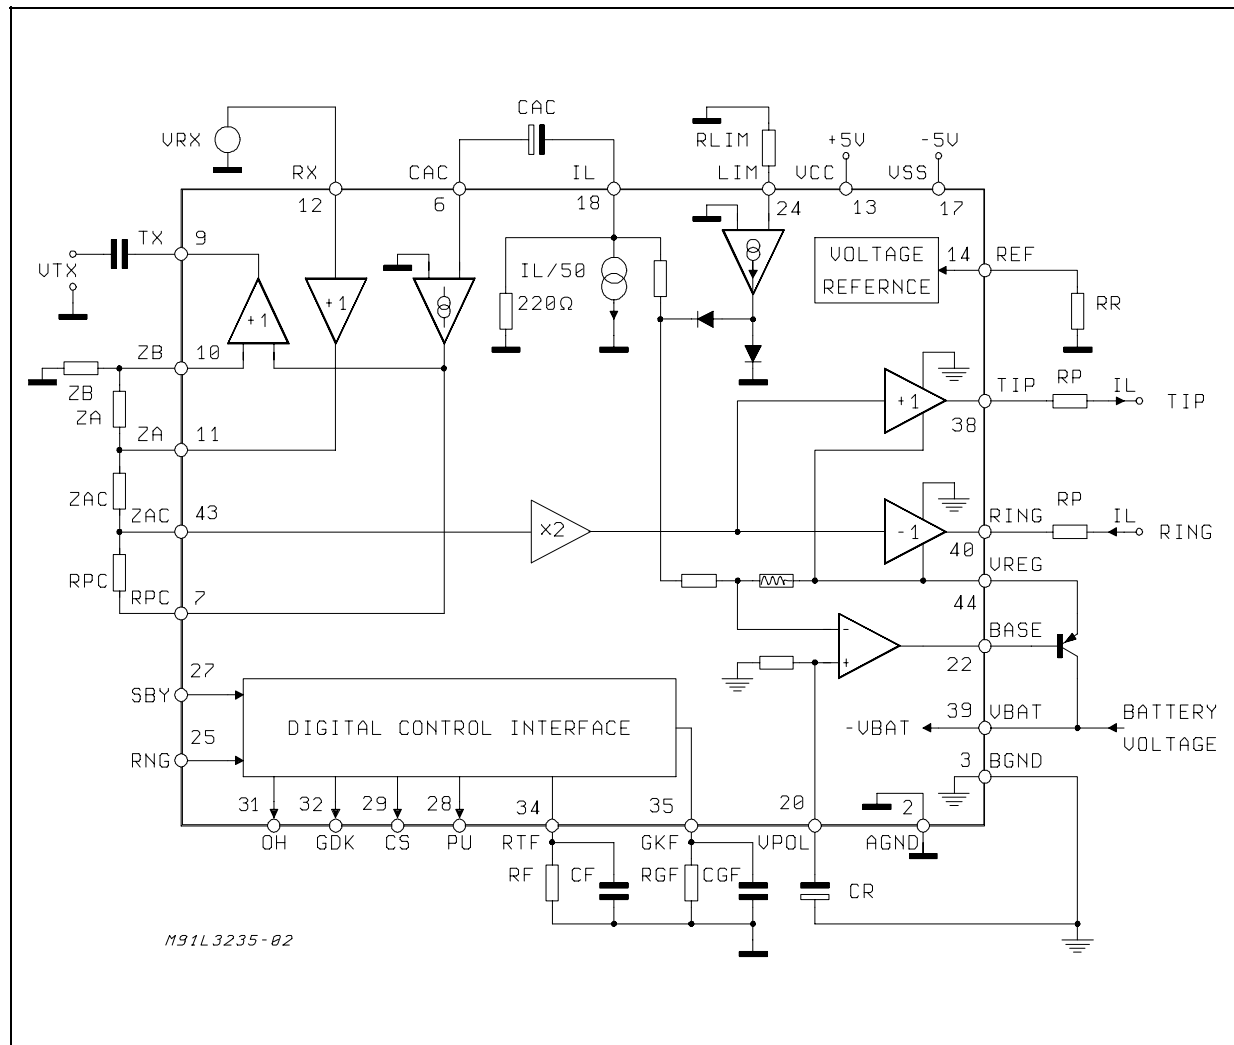 CAC
VRX
RLIM
+5V
-5V
RX
CAC
IL
LIM
VCC
VSS
12
6
18
24
13
17
TX
9
VTX
IL/50
220Ω
VOLTAGE
REFERNCE
14
REF
RR
+1
+1
ZB
10
ZB
ZA
ZA
11
+1
TIP
38
RP
IL
TIP
ZAC
ZAC
43
X2
-1
RING
40
RP
IL
RING
RPC
RPC
7
VREG
44
-
+
BASE
22
27
SBY
25
RNG
DIGITAL CONTROL INTERFACE
-VBAT
39
VBAT
BATTERY
VOLTAGE
3
BGND
31
32
29
28
34
35
20
2
OH
GDK
CS
PU
RTF
GKF
VPOL
AGND
RF
CF
RGF
CGF
CR
M91L3235-02